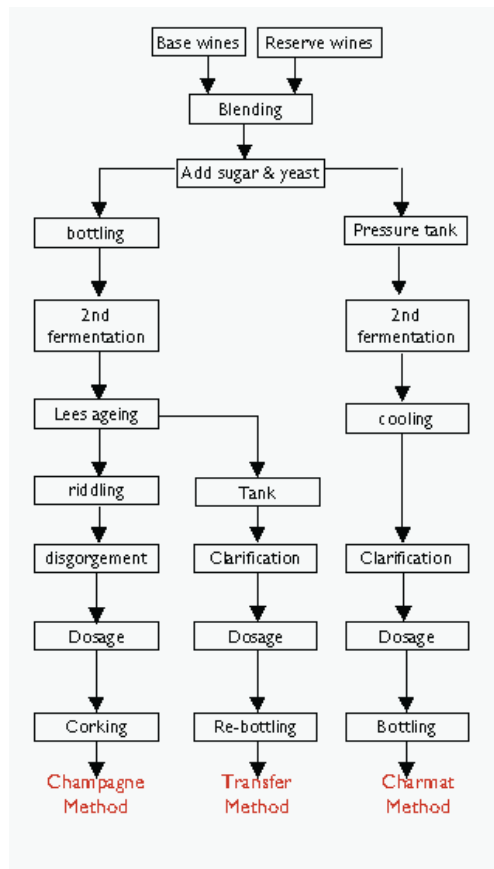 Base wines
Reserve wines
Blending
Add sugar & yeast
bottling
Pressure tank
2nd
fermentation
2nd
fermentation
Lees ageing
cooling
riddling
Tank
disgorgement
Clarification
Clarification
Dosage
Dosage
Dosage
Corking
Re-bottling
Bottling
Champagne
Method
Transfer
Method
Charmat
Method